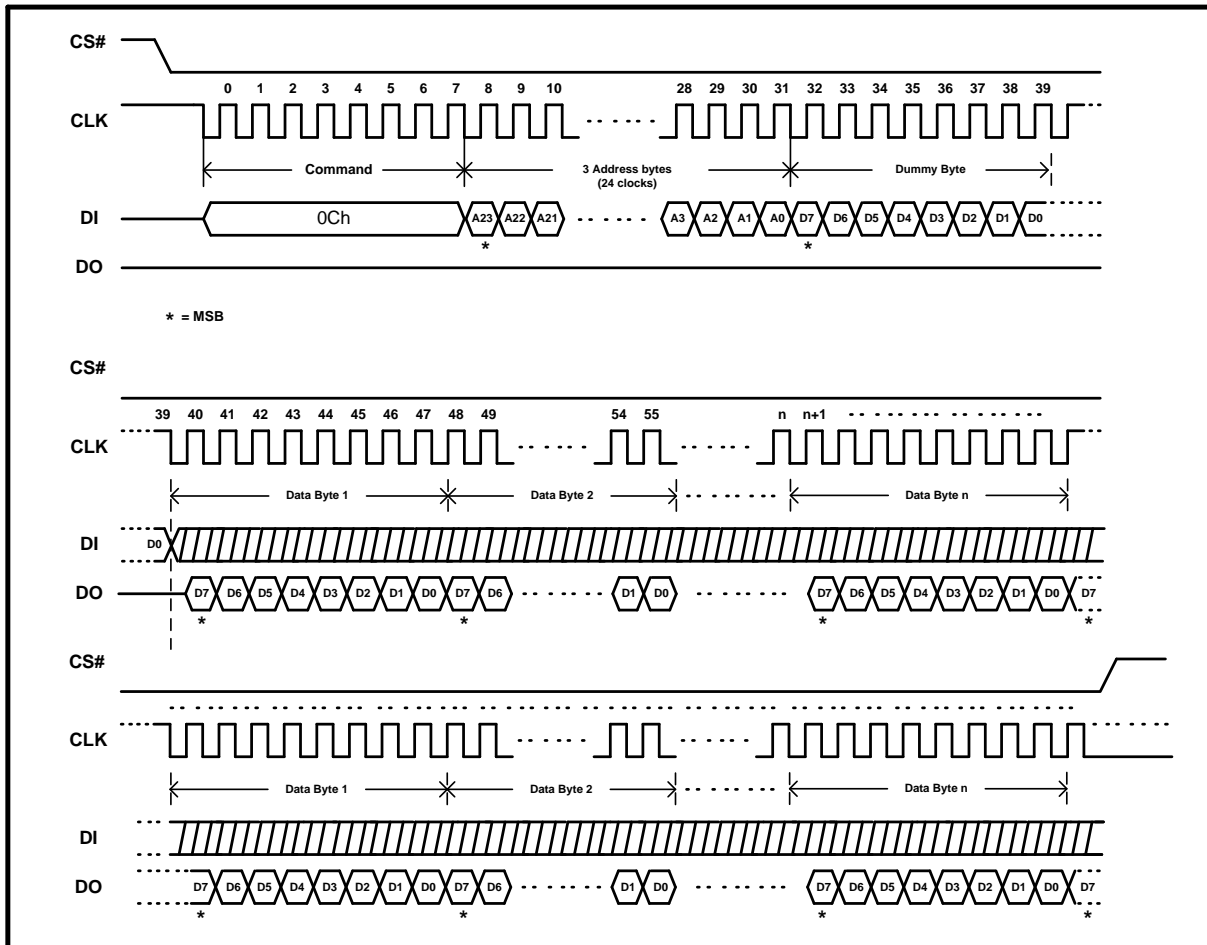 CS#
0 1 2 3 4 5 6 7 8 9 10 28 29 30 31 32 33 34 35 36 37 38 39
CLK
Command 3 Address bytes Dummy Byte
(24 clocks)
DI 0Ch A23 A22 A21 A3 A2 A1 A0 D7 D6 D5 D4 D3 D2 D1 D0
* *
DO
* = MSB
CS#
39 40 41 42 43 44 45 46 47 48 49 54 55 n n+1
CLK
Data Byte 1 Data Byte 2 Data Byte n
DI D0
DO D7 D6 D5 D4 D3 D2 D1 D0 D7 D6 D1 D0 D7 D6 D5 D4 D3 D2 D1 D0 D7
* * * *
CS#
CLK
Data Byte 1 Data Byte 2 Data Byte n
DI
DO D7 D6 D5 D4 D3 D2 D1 D0 D7 D6 D1 D0 D7 D6 D5 D4 D3 D2 D1 D0 D7
* * * *